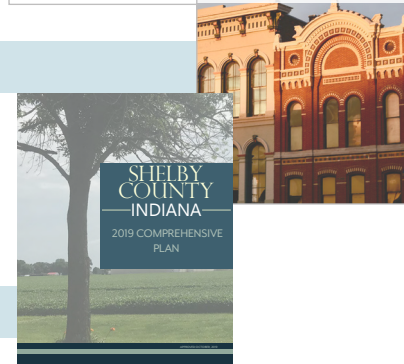 SHELBY
COUNTY
INDIANA
2019 COMPREHENSIVE
PLAN